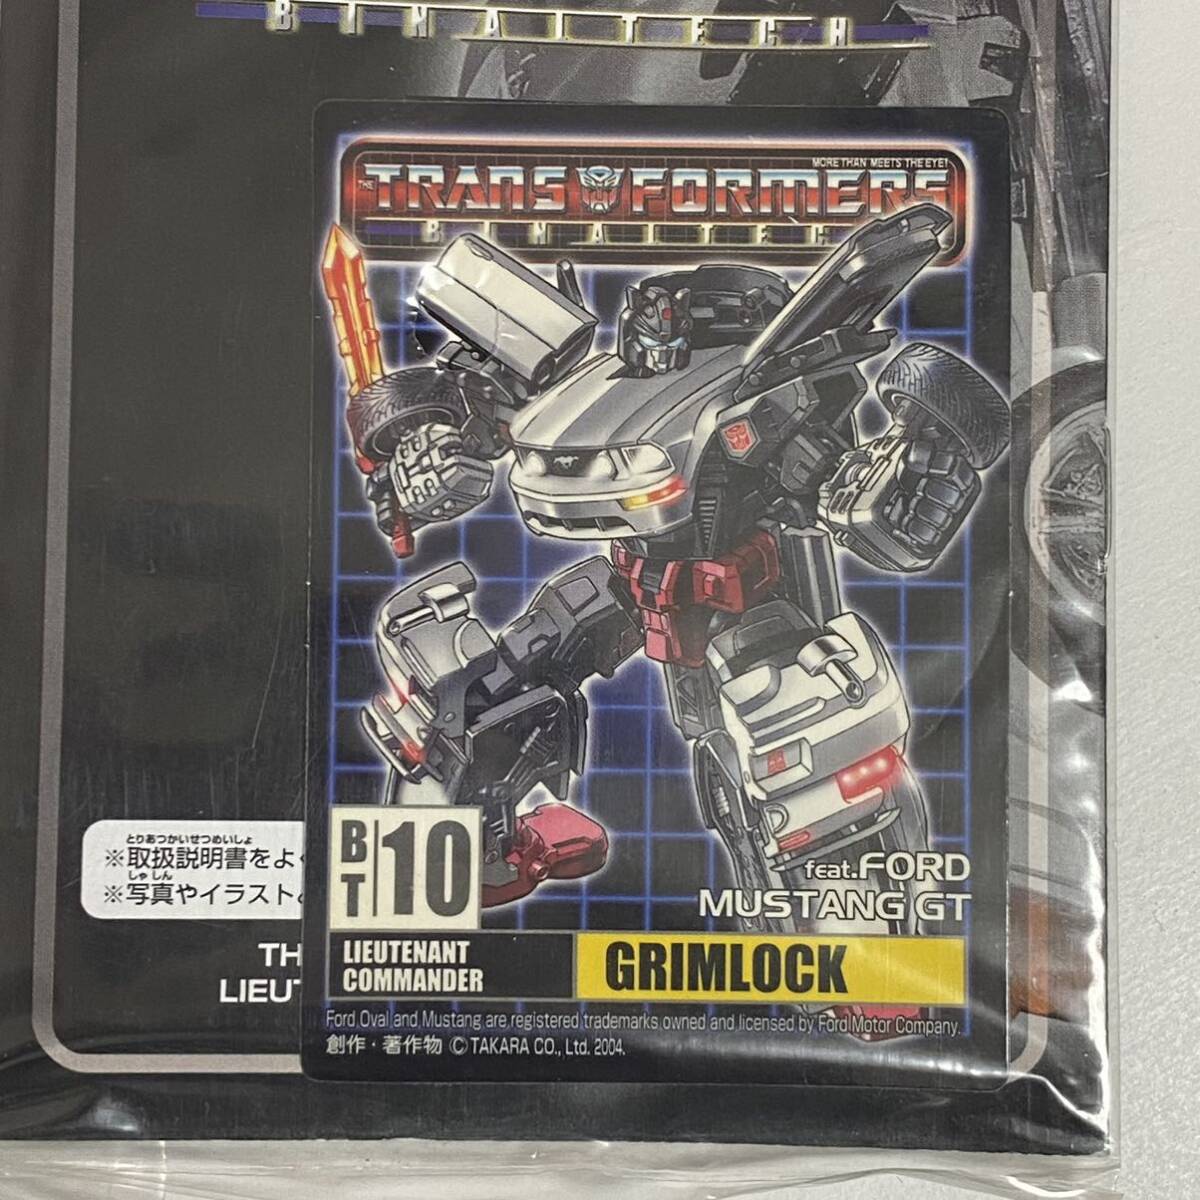 BINALTECH
MORE THAN MEETS THE EYE!
THE TRANSFORMERS
BINALTEC
feat.FORD
MUSTANG GT
BT 10
LIEUTENANT
COMMANDER
GRIMLOCK
Ford Oval and Mustang are registered trademarks owned and licensed by Ford Motor Company.
創作・著作物 ©TAKARA CO., Ltd. 2004.
とりあつかいせつめいしょ
※取扱説明書をよ
しゃしん
※写真やイラスト
TH
LIEU